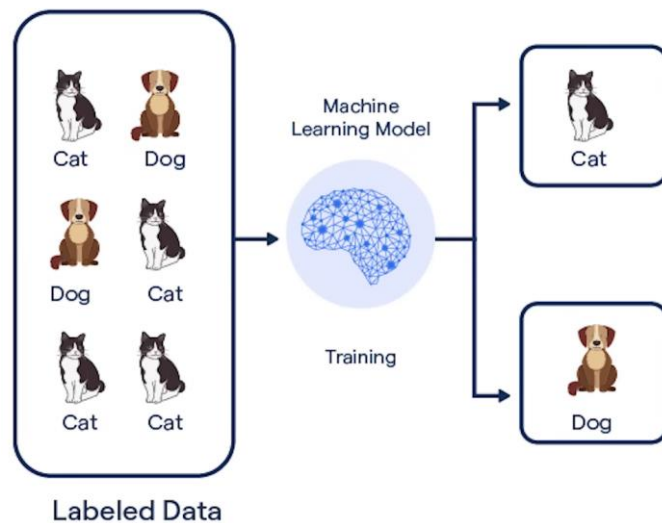 Cat Dog
Dog Cat
Cat Cat
Labeled Data
Machine
Learning Model
Training
Cat
Dog